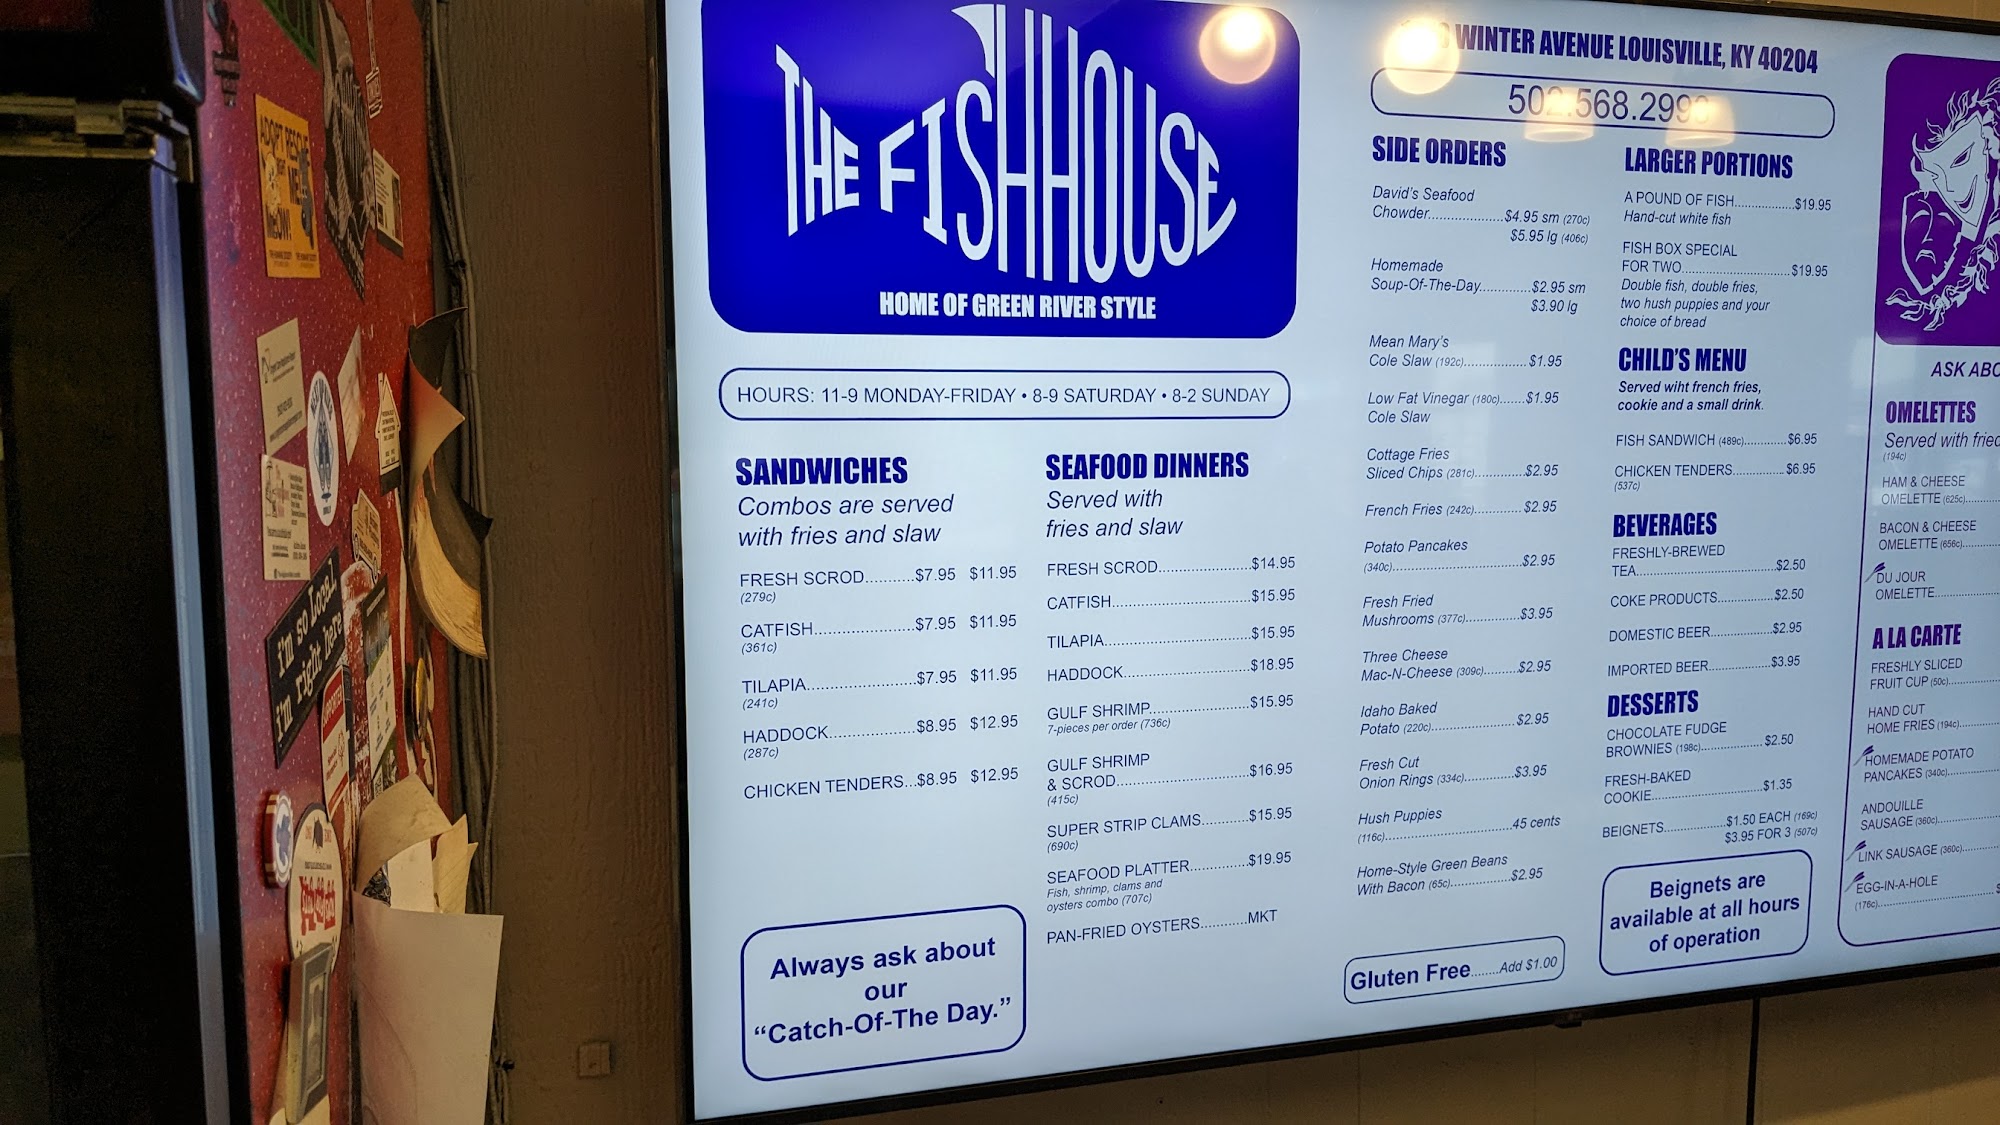 THE FISHHOUSE
HOME OF GREEN RIVER STYLE
HOURS: 11-9 MONDAY-FRIDAY • 8-9 SATURDAY • 8-2 SUNDAY
SANDWICHES
Combos are served
with fries and slaw
FRESH SCROD...........$7.95 $11.95
(279c)
CATFISH......................$7.95 $11.95
(361c)
TILAPIA........................$7.95 $11.95
(241c)
HADDOCK...................$8.95 $12.95
(287c)
CHICKEN TENDERS...$8.95 $12.95
Always ask about
our
“Catch-Of-The Day.”
SEAFOOD DINNERS
Served with
fries and slaw
FRESH SCROD.....................$14.95
CATFISH...............................$15.95
TILAPIA.................................$15.95
HADDOCK............................$18.95
GULF SHRIMP......................$15.95
7-pieces per order (736c)
GULF SHRIMP
& SCROD..............................$16.95
(415c)
SUPER STRIP CLAMS..........$15.95
(690c)
SEAFOOD PLATTER.............$19.95
Fish, shrimp, clams and
oysters combo (707c)
PAN-FRIED OYSTERS...........MKT
WINTER AVENUE LOUISVILLE, KY 40204
502.568.299
SIDE ORDERS
David's Seafood
Chowder....................$4.95 sm (270c)
$5.95 lg (406c)
Homemade
Soup-Of-The-Day.............$2.95 sm
$3.90 lg
Mean Mary's
Cole Slaw (192c)................$1.95
Low Fat Vinegar (180c).......$1.95
Cole Slaw
Cottage Fries
Sliced Chips (281c).............$2.95
French Fries (242c)............$2.95
Potato Pancakes
(340c)..................................$2.95
Fresh Fried
Mushrooms (377c)..............$3.95
Three Cheese
Mac-N-Cheese (309c).........$2.95
Idaho Baked
Potato (220c).....................$2.95
Fresh Cut
Onion Rings (334c).............$3.95
Hush Puppies
(116c)................................45 cents
Home-Style Green Beans
With Bacon (65c)...............$2.95
Gluten Free........Add $1.00
LARGER PORTIONS
A POUND OF FISH.................$19.95
Hand-cut white fish
FISH BOX SPECIAL
FOR TWO..............................$19.95
Double fish, double fries,
two hush puppies and your
choice of bread
CHILD'S MENU
Served wiht french fries,
cookie and a small drink.
FISH SANDWICH (489c)............$6.95
CHICKEN TENDERS...............$6.95
(537c)
BEVERAGES
FRESHLY-BREWED
TEA.......................................$2.50
COKE PRODUCTS................$2.50
DOMESTIC BEER..................$2.95
IMPORTED BEER..................$3.95
DESSERTS
CHOCOLATE FUDGE
BROWNIES (198c).................$2.50
FRESH-BAKED
COOKIE................................$1.35
BEIGNETS.................$1.50 EACH (169c)
$3.95 FOR 3 (507c)
Beignets are
available at all hours
of operation
OMELETTES
Served with
(194c)
HAM & CHEESE
OMELETTE (625c)
BACON & CHEESE
OMELETTE (656c)
DU JOUR
OMELETTE
A LA CARTE
FRESHLY SLICED
FRUIT CUP (50c)
HAND CUT
HOME FRIES (194c)
HOMEMADE POTATO
PANCAKES (340c)
ANDOUILLE
SAUSAGE (360c)
LINK SAUSAGE (360c)
EGG-IN-A-HOLE
(176c)
ASK
ADOPT RESCUE
MEOW!
i'm so Local
i'm right here